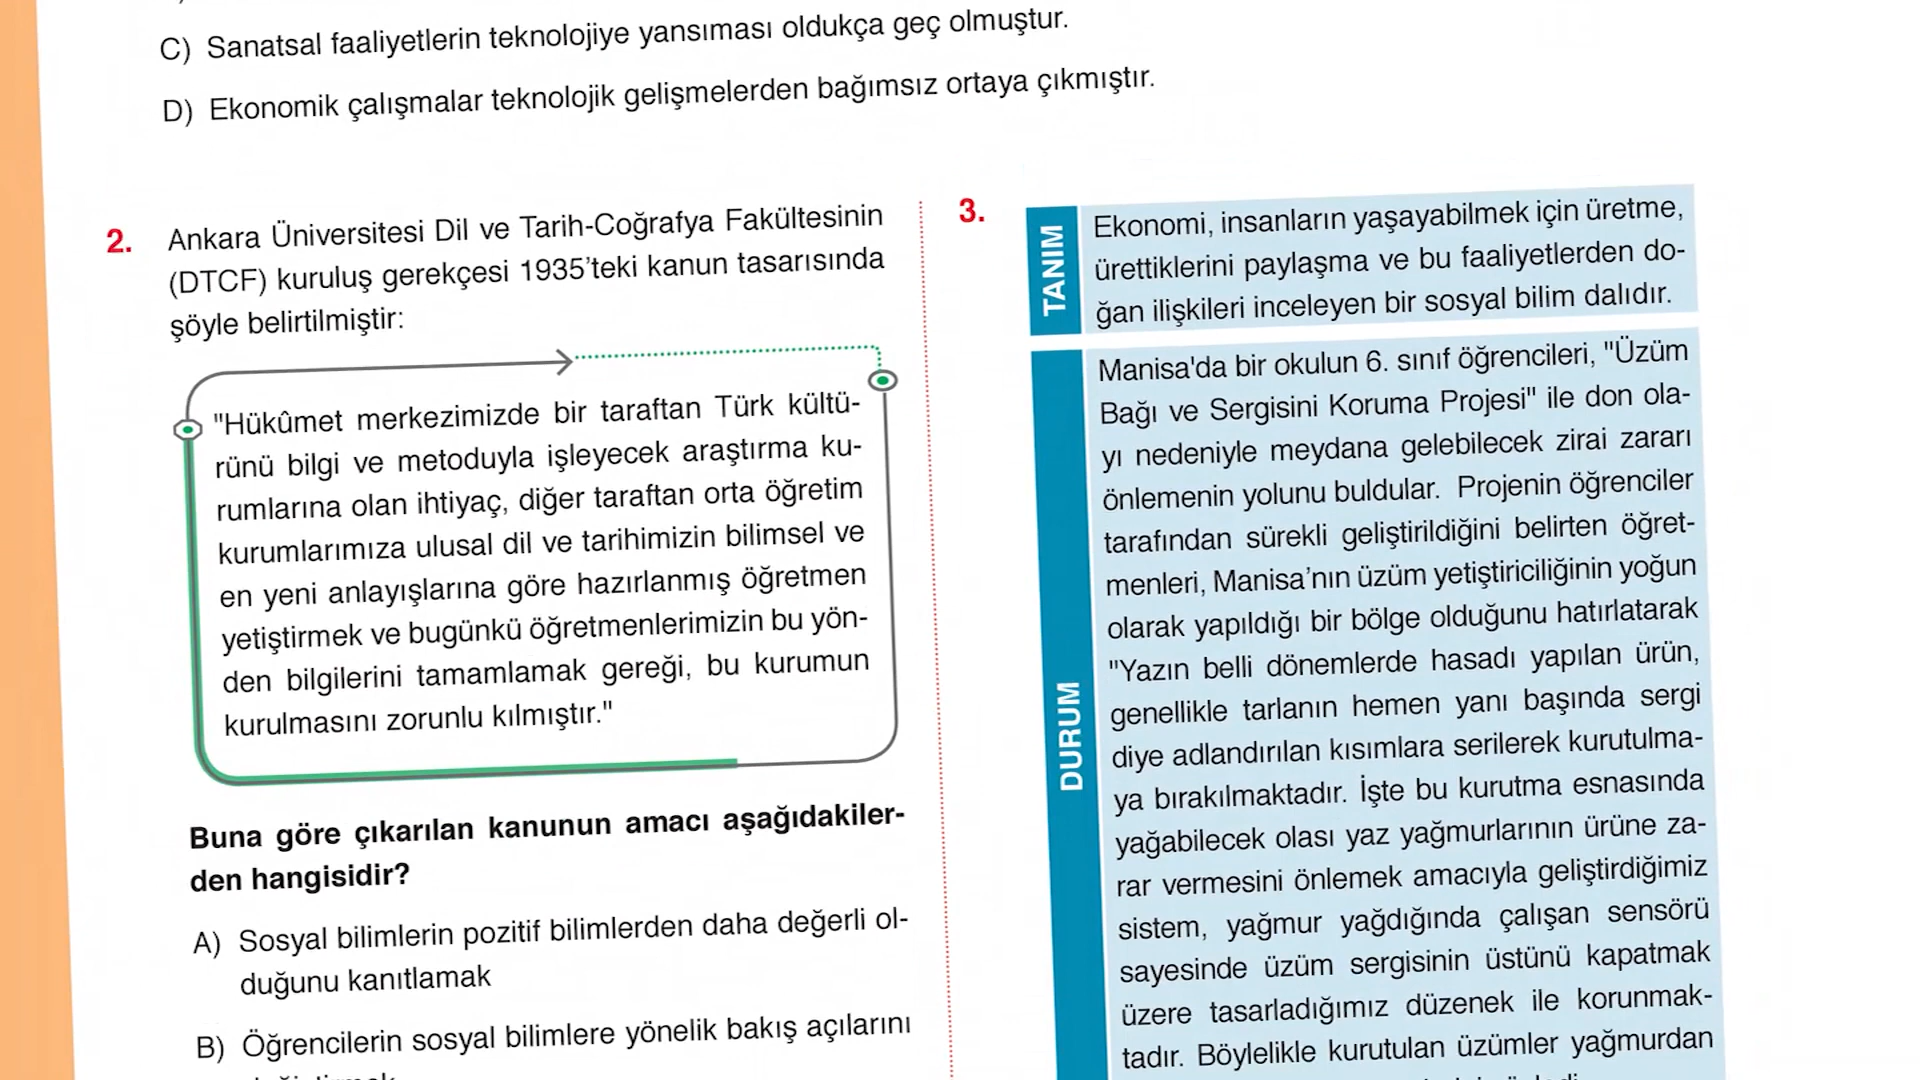 C) Sanatsal faaliyetlerin teknolojiye yansıması oldukça geç olmuştur.
D) Ekonomik çalışmalar teknolojik gelişmelerden bağımsız ortaya çıkmıştır.
2. Ankara Üniversitesi Dil ve Tarih-Coğrafya Fakültesinin
(DTCF) kuruluş gerekçesi 1935’teki kanun tasarısında
şöyle belirtilmiştir:
"Hükûmet merkezimizde bir taraftan Türk kültü-
rünü bilgi ve metoduyla işleyecek araştırma ku-
rumlarına olan ihtiyaç, diğer taraftan orta öğretim
kurumlarımıza ulusal dil ve tarihimizin bilimsel ve
en yeni anlayışlarına göre hazırlanmış öğretmen
yetiştirmek ve bugünkü öğretmenlerimizin bu yön-
den bilgilerini tamamlamak gereği, bu kurumun
kurulmasını zorunlu kılmıştır."
Buna göre çıkarılan kanunun amacı aşağıdakiler-
den hangisidir?
A) Sosyal bilimlerin pozitif bilimlerden daha değerli ol-
duğunu kanıtlamak
B) Öğrencilerin sosyal bilimlere yönelik bakış açılarını
3.
TANIM
Ekonomi, insanların yaşayabilmek için üretme,
ürettiklerini paylaşma ve bu faaliyetlerden do-
ğan ilişkileri inceleyen bir sosyal bilim dalıdır.
DURUM
Manisa'da bir okulun 6. sınıf öğrencileri, "Üzüm
Bağı ve Sergisini Koruma Projesi" ile don ola-
yı nedeniyle meydana gelebilecek zirai zararı
önlemenin yolunu buldular. Projenin öğrenciler
tarafından sürekli geliştirildiğini belirten öğret-
menleri, Manisa’nın üzüm yetiştiriciliğinin yoğun
olarak yapıldığı bir bölge olduğunu hatırlatarak
"Yazın belli dönemlerde hasadı yapılan ürün,
genellikle tarlanın hemen yanı başında sergi
diye adlandırılan kısımlara serilerek kurutulma-
ya bırakılmaktadır. İşte bu kurutma esnasında
yağabilecek olası yaz yağmurlarının ürüne za-
rar vermesini önlemek amacıyla geliştirdiğimiz
sistem, yağmur yağdığında çalışan sensörü
sayesinde üzüm sergisinin üstünü kapatmak
üzere tasarladığımız düzenek ile korunmak-
tadır. Böylelikle kurutulan üzümler yağmurdan